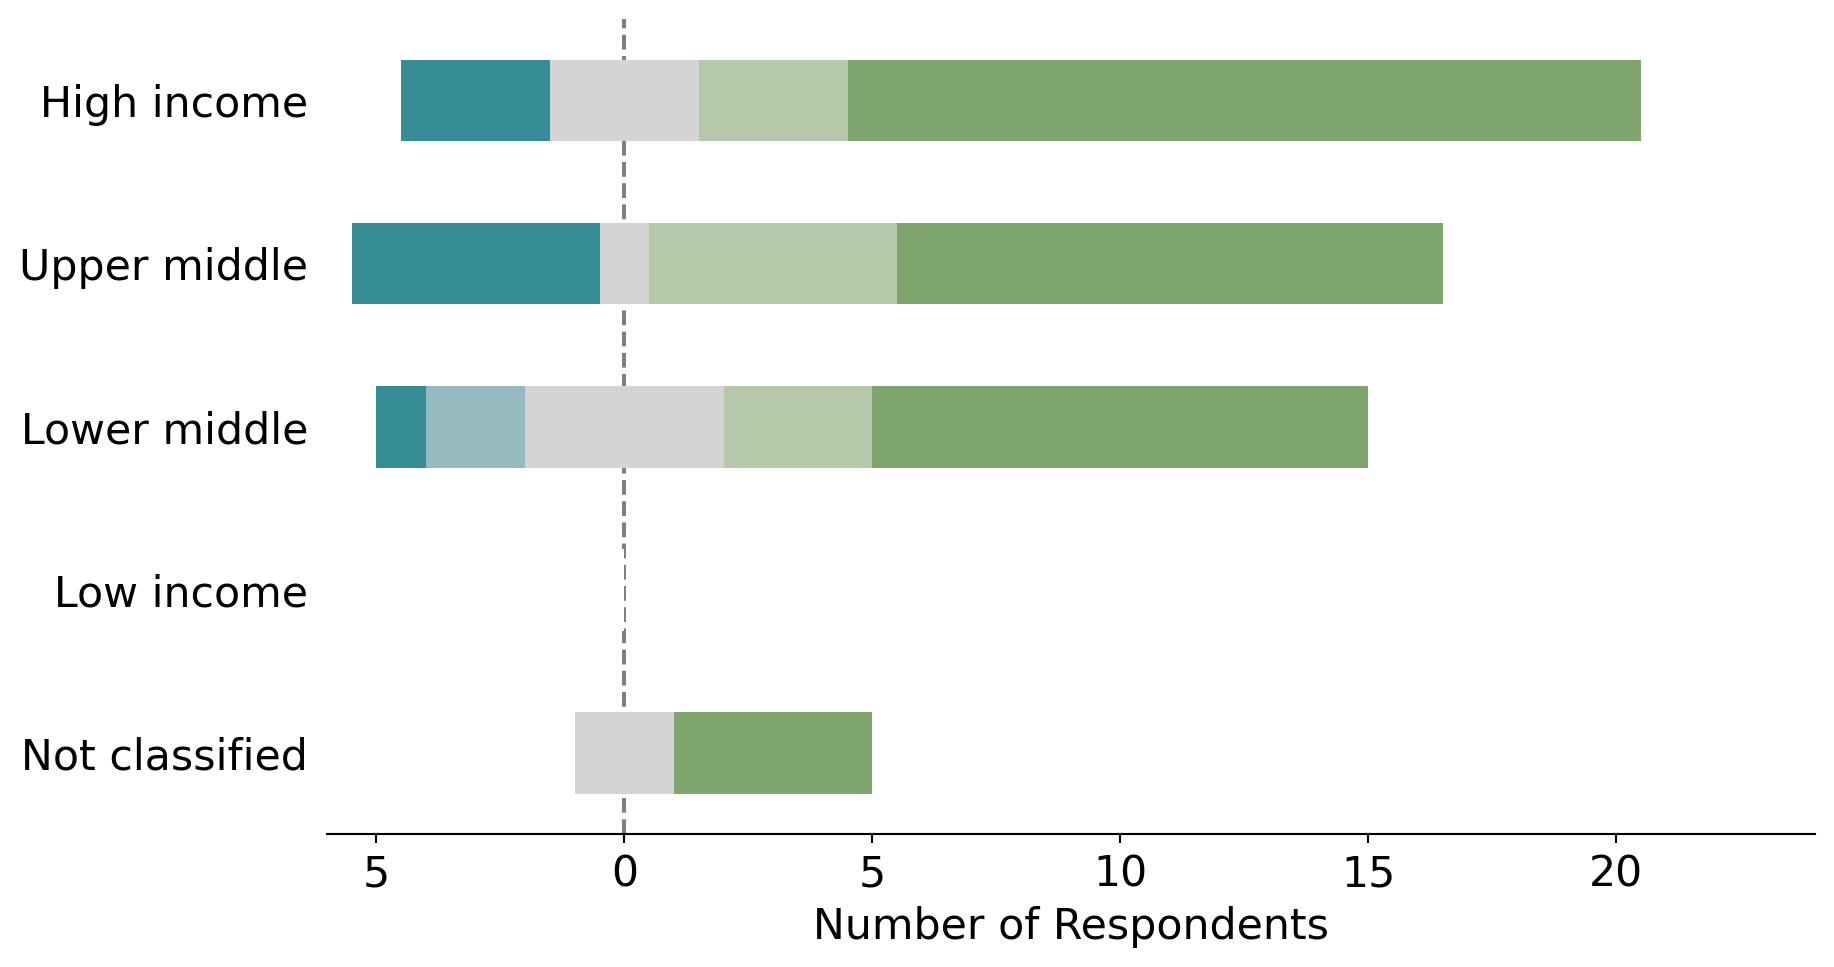 High income
Upper middle
Lower middle
Low income
Not classified
5 0 5 10 15 20
Number of Respondents